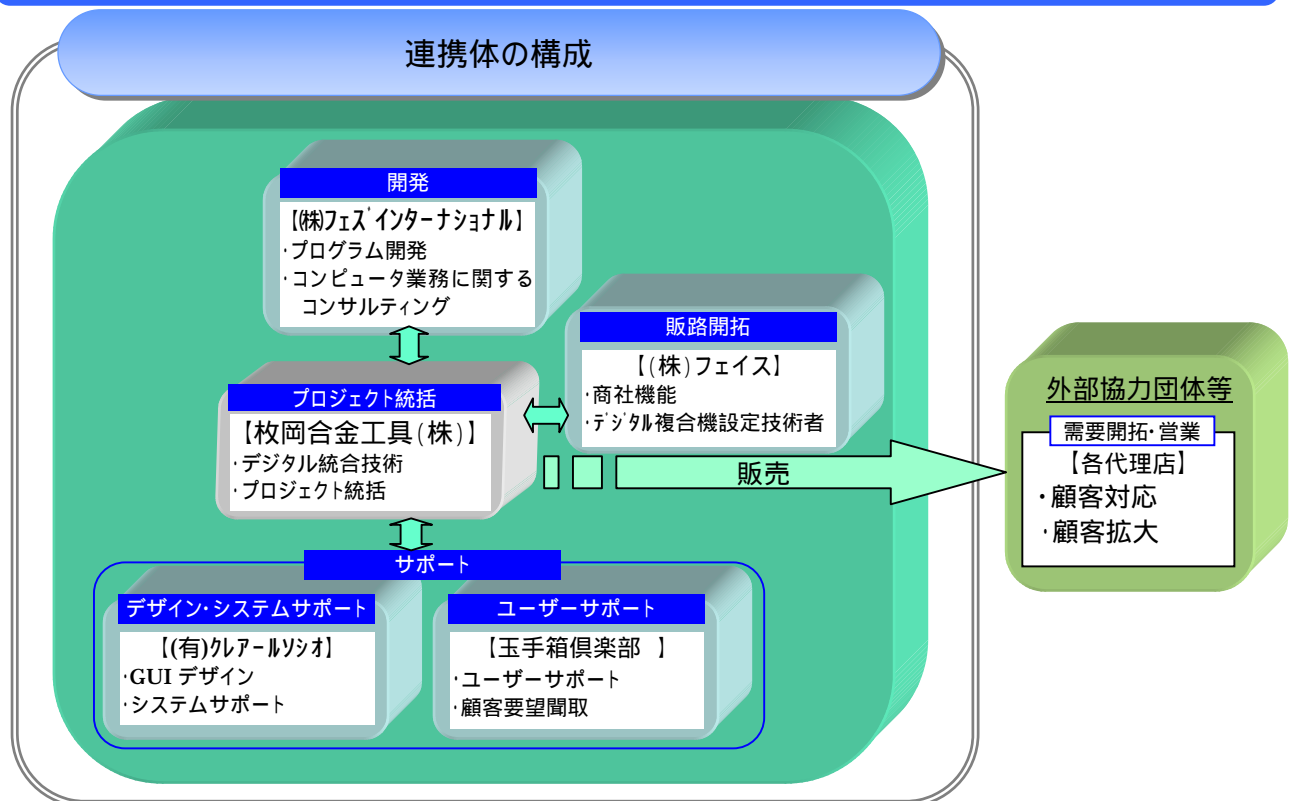 連携体の構成
開発
【㈱フェズインターナショナル】
・プログラム開発
・コンピュータ業務に関する
コンサルティング
販路開拓
【(株)フェイス】
・商社機能
・デジタル複合機設定技術者
プロジェクト統括
【枚岡合金工具(株)】
・デジタル統合技術
・プロジェクト統括
販売
外部協力団体等
需要開拓・営業
【各代理店】
・顧客対応
・顧客拡大
サポート
デザイン・システムサポート
【(有)クレアールソシオ】
・GUI デザイン
・システムサポート
ユーザーサポート
【玉手箱倶楽部 】
・ユーザーサポート
・顧客要望聞取